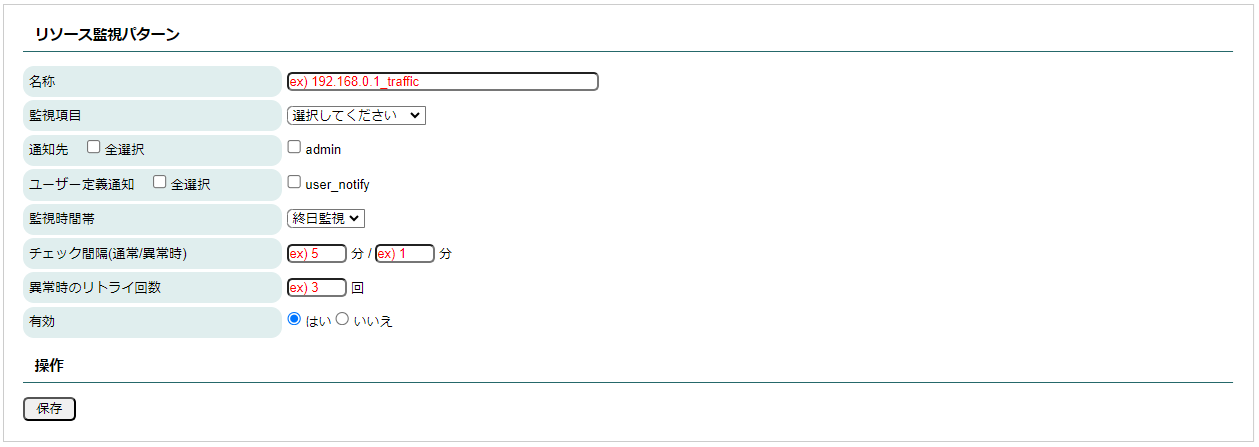 リソース監視パターン
名称 ex) 192.168.0.1_traffic
監視項目 選択してください
通知先 全選択 admin
ユーザー定義通知 全選択 user_notify
監視時間帯 終日監視
チェック間隔(通常/異常時) ex) 5 分 / ex) 1 分
異常時のリトライ回数 ex) 3 回
有効 はい いいえ
操作
保存